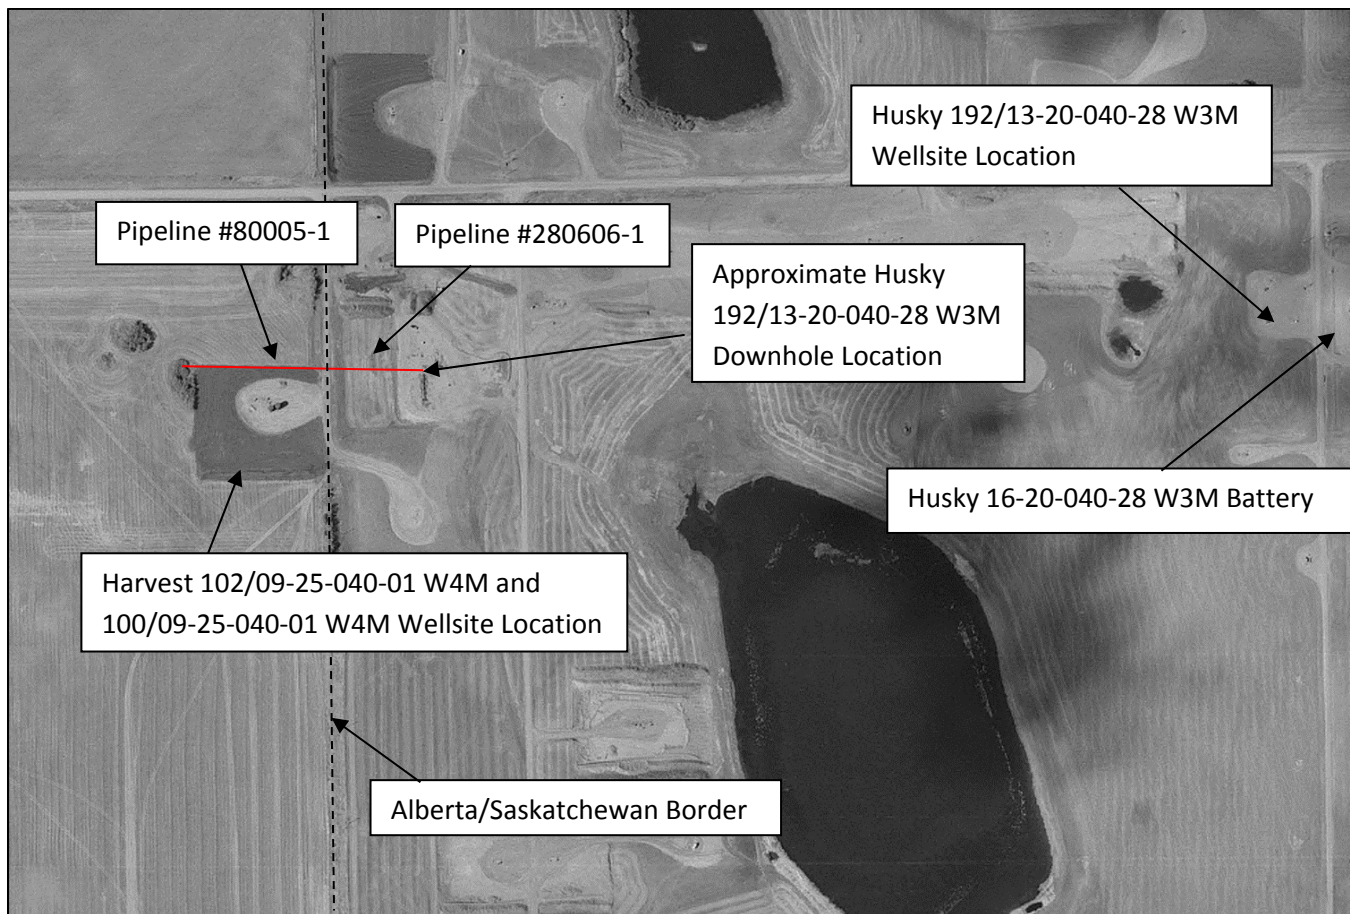 Husky 192/13-20-040-28 W3M
Wellsite Location
Pipeline #80005-1
Pipeline #280606-1
Approximate Husky
192/13-20-040-28 W3M
Downhole Location
Husky 16-20-040-28 W3M Battery
Harvest 102/09-25-040-01 W4M and
100/09-25-040-01 W4M Wellsite Location
Alberta/Saskatchewan Border